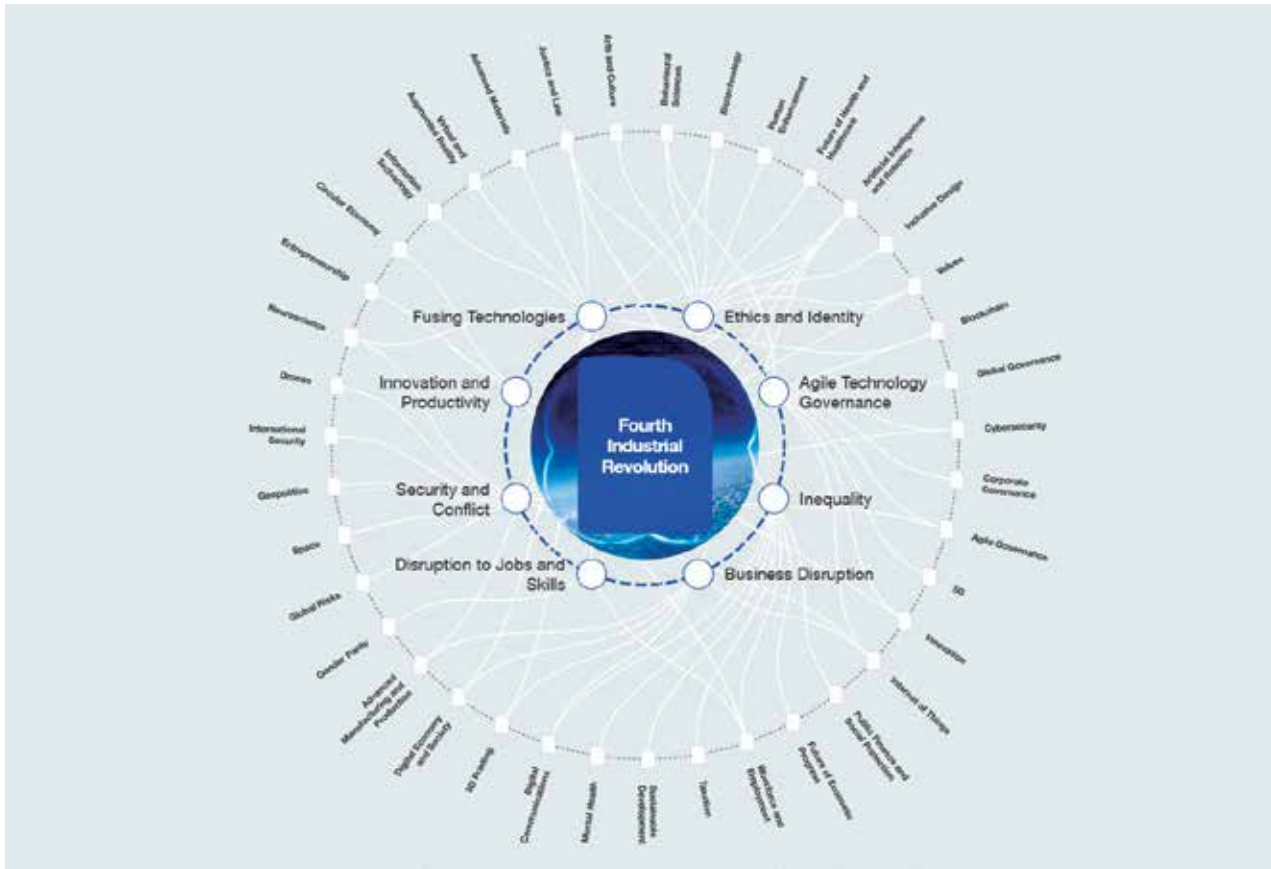 Fourth
Industrial
Revolution
Fusing Technologies
Ethics and Identity
Agile Technology
Governance
Inequality
Business Disruption
Disruption to Jobs and
Skills
Security and
Conflict
Innovation and
Productivity
Arts and Culture
Behavioural
Sciences
Biotechnology
Human
Enhancement
Future of Health and
Healthcare
Artificial Intelligence
and Robotics
Inclusive Design
Values
Blockchain
Global Governance
Cybersecurity
Corporate
Governance
Agile Governance
5G
Innovation
Internet of Things
Public Finance and
Social Protection
Future of Economic
Progress
Workforce and
Employment
Taxation
Sustainable
Development
Mental Health
Digital
Communications
3D Printing
Digital Economy
and Society
Advanced
Manufacturing and
Production
Gender Parity
Global Risks
Space
Geopolitics
International
Security
Drones
Neuroscience
Entrepreneurship
Circular Economy
Information
Technology
Virtual and
Augmented Reality
Advanced Materials
Justice and Law